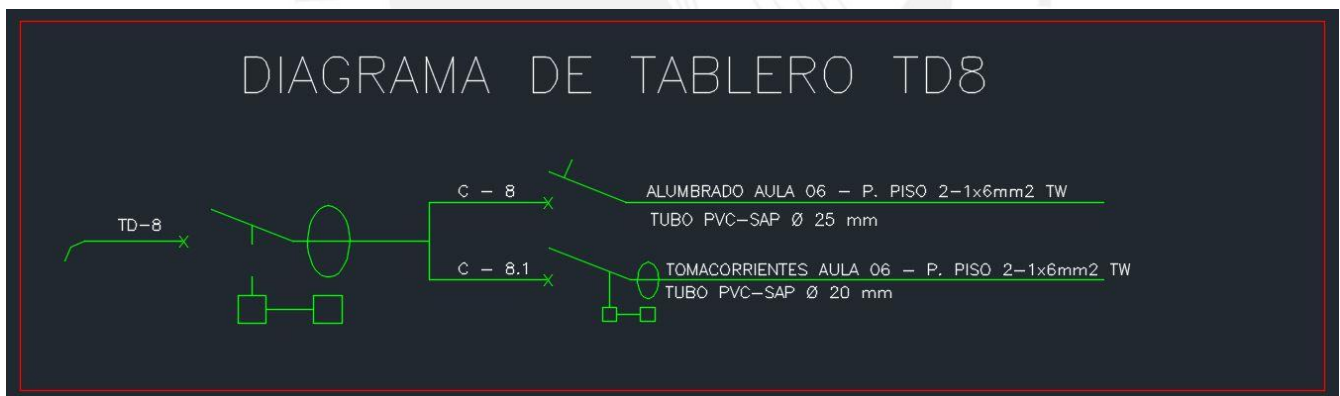 DIAGRAMA DE TABLERO TD8
TD-8
C - 8
ALUMBRADO AULA 06 - P. PISO 2-1x6mm2 TW
TUBO PVC-SAP Ø 25 mm
C - 8.1
TOMACORRIENTES AULA 06 - P. PISO 2-1x6mm2 TW
TUBO PVC-SAP Ø 20 mm